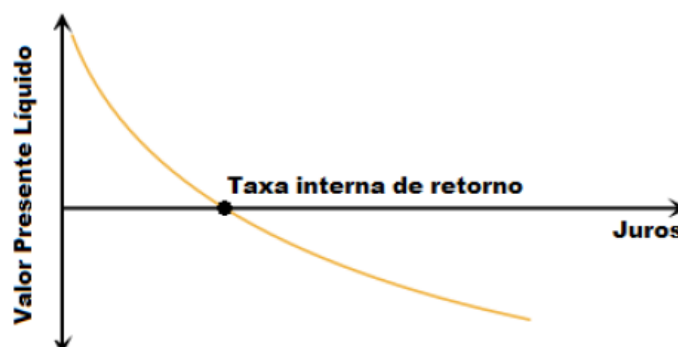 Valor Presente Líquido
Taxa interna de retorno
Juros